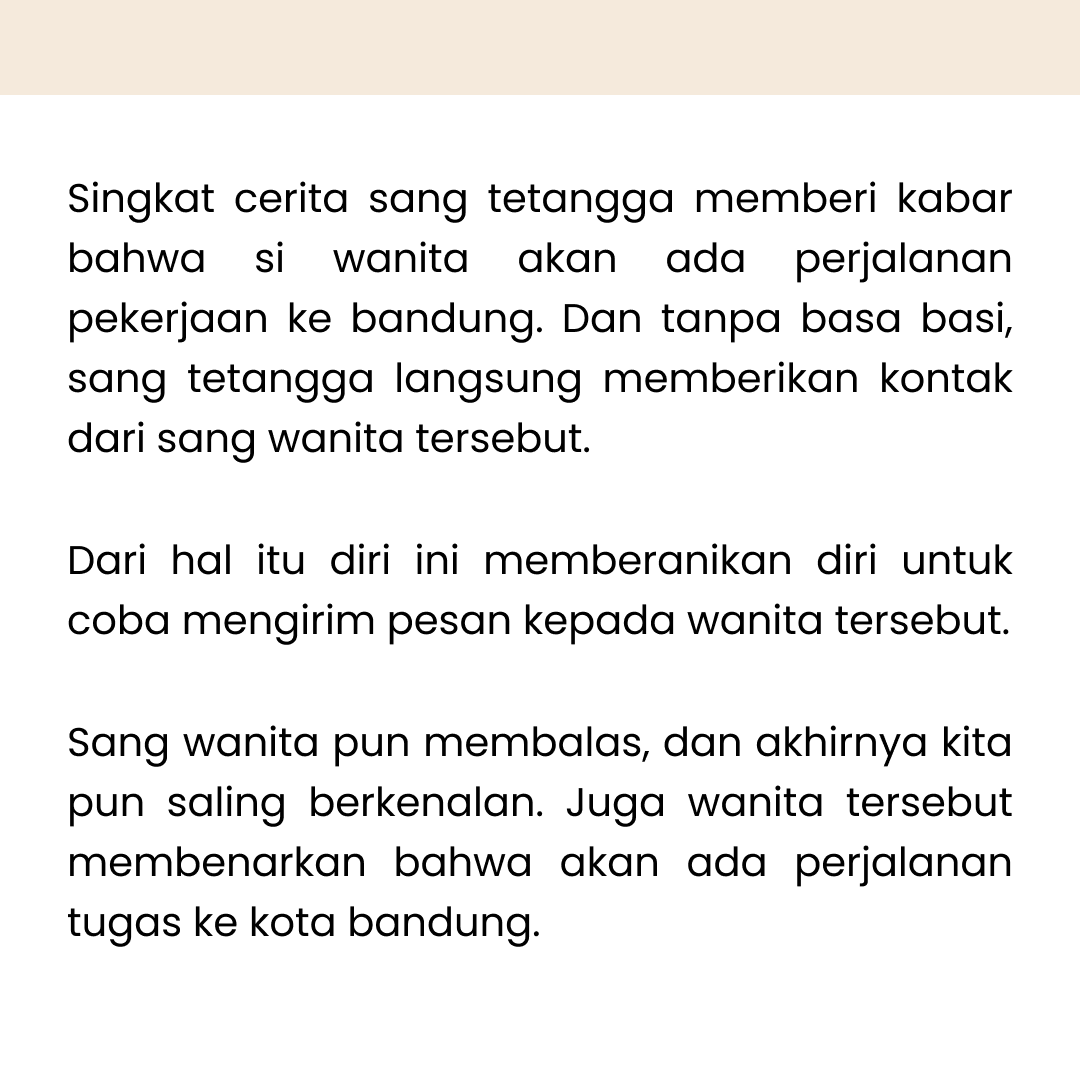 Singkat cerita sang tetangga memberi kabar
bahwa si wanita akan ada perjalanan
pekerjaan ke bandung. Dan tanpa basa basi,
sang tetangga langsung memberikan kontak
dari sang wanita tersebut.
Dari hal itu diri ini memberanikan diri untuk
coba mengirim pesan kepada wanita tersebut.
Sang wanita pun membalas, dan akhirnya kita
pun saling berkenalan. Juga wanita tersebut
membenarkan bahwa akan ada perjalanan
tugas ke kota bandung.